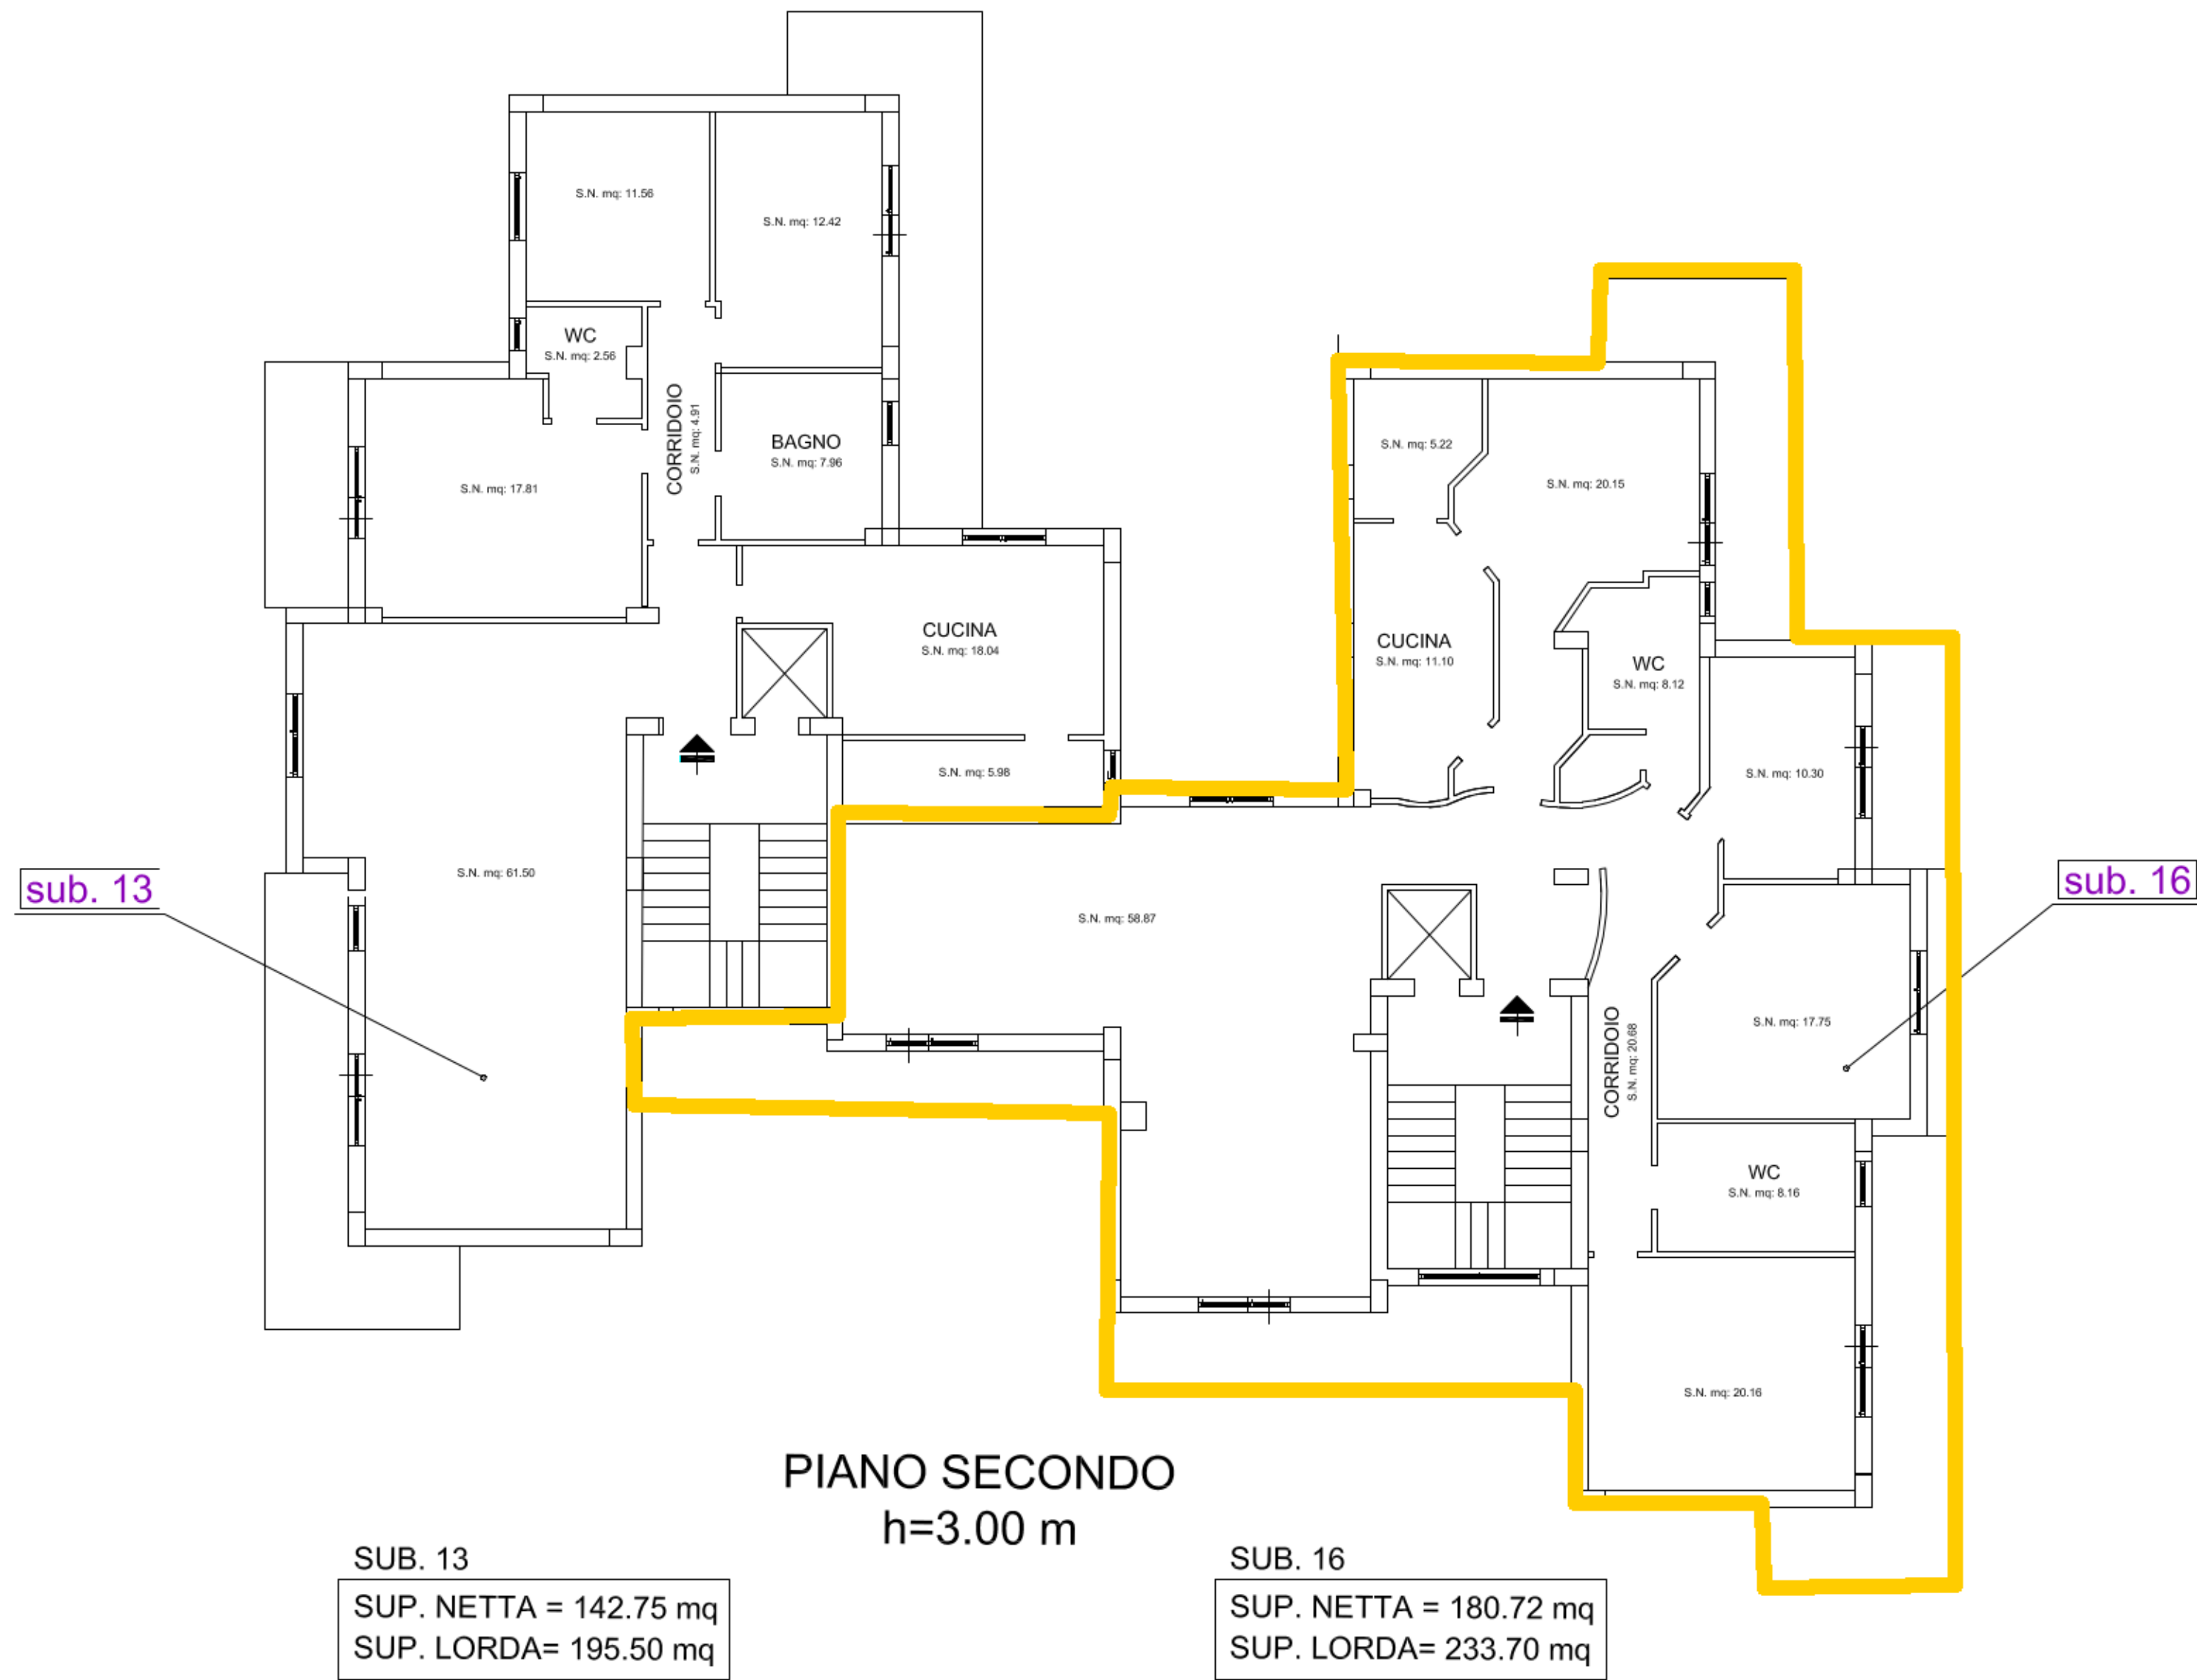 S.N. mq: 11.56
S.N. mq: 12.42
WC
S.N. mq: 2.56
CORRIDOIO
S.N. mq: 4.91
BAGNO
S.N. mq: 7.96
S.N. mq: 17.81
CUCINA
S.N. mq: 18.04
S.N. mq: 5.98
S.N. mq: 61.50
sub. 13
S.N. mq: 5.22
S.N. mq: 20.15
CUCINA
S.N. mq: 11.10
WC
S.N. mq: 8.12
S.N. mq: 10.30
sub. 16
S.N. mq: 58.87
S.N. mq: 17.75
CORRIDOIO
S.N. mq: 20.68
WC
S.N. mq: 8.16
S.N. mq: 20.16
PIANO SECONDO
h=3.00 m
SUB. 13
SUP. NETTA = 142.75 mq
SUP. LORDA= 195.50 mq
SUB. 16
SUP. NETTA = 180.72 mq
SUP. LORDA= 233.70 mq